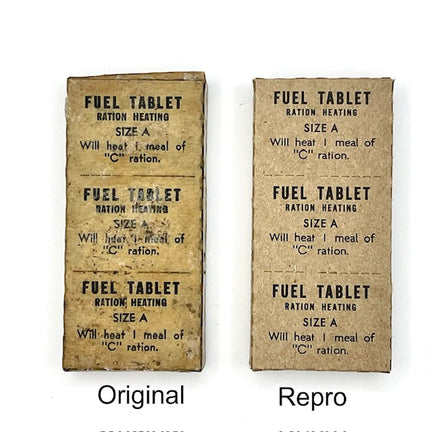 FUEL TABLET
RATION HEATING
SIZE A
Will heat 1 meal of
"C" ration.
FUEL TABLET
RATION HEATING
SIZE A
Will heat 1 meal of
"C" ration.
FUEL TABLET
RATION HEATING
SIZE A
Will heat 1 meal of
"C" ration.
FUEL TABLET
RATION HEATING
SIZE A
Will heat 1 meal of
"C" ration.
FUEL TABLET
RATION HEATING
SIZE A
Will heat 1 meal of
"C" ration.
FUEL TABLET
RATION HEATING
SIZE A
Will heat 1 meal of
"C" ration.
Original
Repro